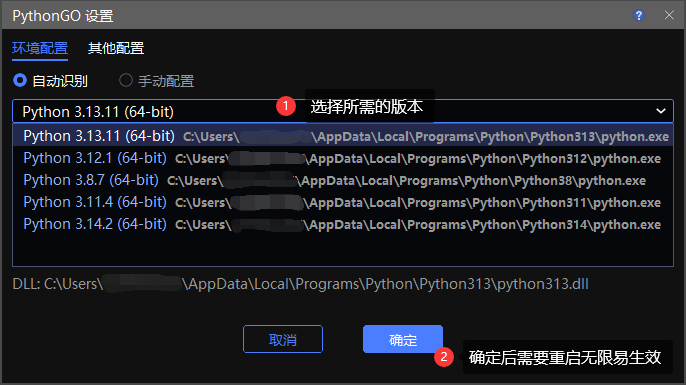 PythonGO 设置
环境配置 其他配置
自动识别 手动配置
Python 3.13.11 (64-bit)
1 选择所需的版本
Python 3.13.11 (64-bit) C:\Users\ \AppData\Local\Programs\Python\Python313\python.exe
Python 3.12.1 (64-bit) C:\Users\ \AppData\Local\Programs\Python\Python312\python.exe
Python 3.8.7 (64-bit) C:\Users\ \AppData\Local\Programs\Python\Python38\python.exe
Python 3.11.4 (64-bit) C:\Users\ \AppData\Local\Programs\Python\Python311\python.exe
Python 3.14.2 (64-bit) C:\Users\ \AppData\Local\Programs\Python\Python314\python.exe
DLL: C:\Users\ \AppData\Local\Programs\Python\Python313\python313.dll
取消 确定
2 确定后需要重启无限易生效